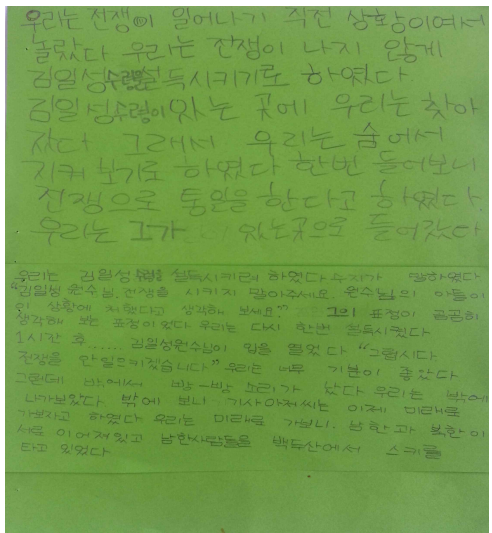 우리는 전쟁이 일어나기 직전 상황이여서
놀랐다 우리는 전쟁이 나지 않게
김일성수령을 설득시키기로 하였다.
김일성수령이 있는 곳에 우리는 찾아
갔다 그래서 우리는 숨어서
지켜 보기로 하였다 한번 들어보니
전쟁으로 통일을 한다고 하였다
우리는 그가 있는곳으로 들어갔다
우리는 김일성수령을 설득시키려 하였다 수지가 말하였다
"김일성 원수님. 전쟁을 시키지 말아주세요. 원수님의 아들이
이 상황에 처했다고 생각해 보세요!" 그의 표정이 곰곰히
생각해 보는 표정이었다 우리는 다시 한번 설득시켰다
1시간 후...... 김일성원수님이 입을 열었다 "그럽시다
전쟁을 안일으키겠습니다" 우리는 너무 기분이 좋았다
그런데 밖에서 빵-빵 소리가 났다 우리는 밖에
나가보았다. 밖에 보니 기사아저씨는 이제 미래로
가보자고 하였다 우리는 미래로 가보니. 남한과 북한이
서로 이어져있고 남한사람들을 백두산에서 스키를
타고 있었다